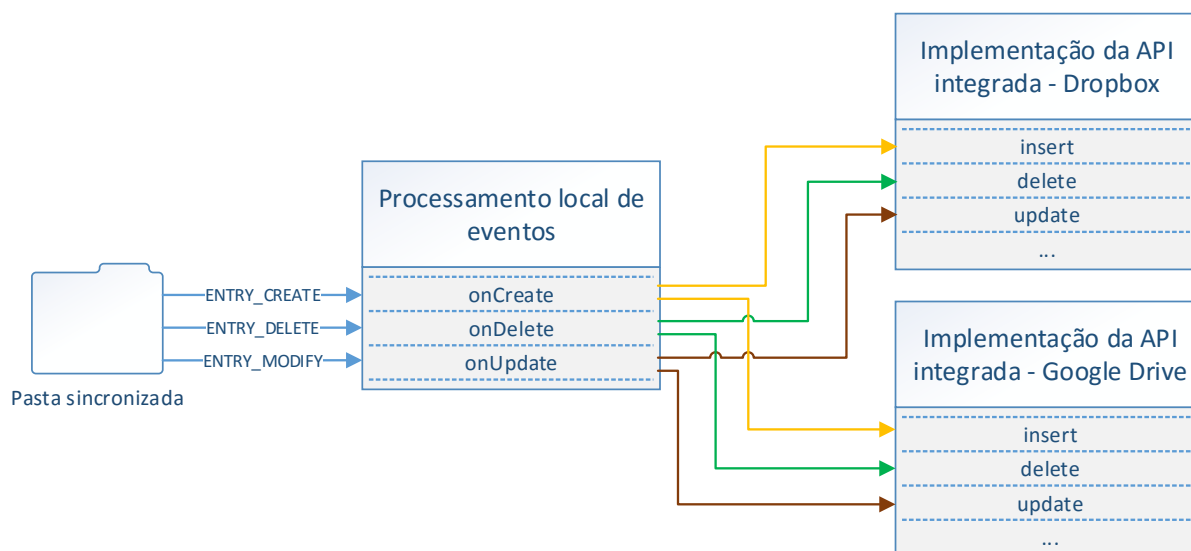 Implementação da API
integrada - Dropbox
insert
delete
update
...
Processamento local de
eventos
onCreate
onDelete
onUpdate
ENTRY_CREATE
ENTRY_DELETE
ENTRY_MODIFY
Pasta sincronizada
Implementação da API
integrada - Google Drive
insert
delete
update
...